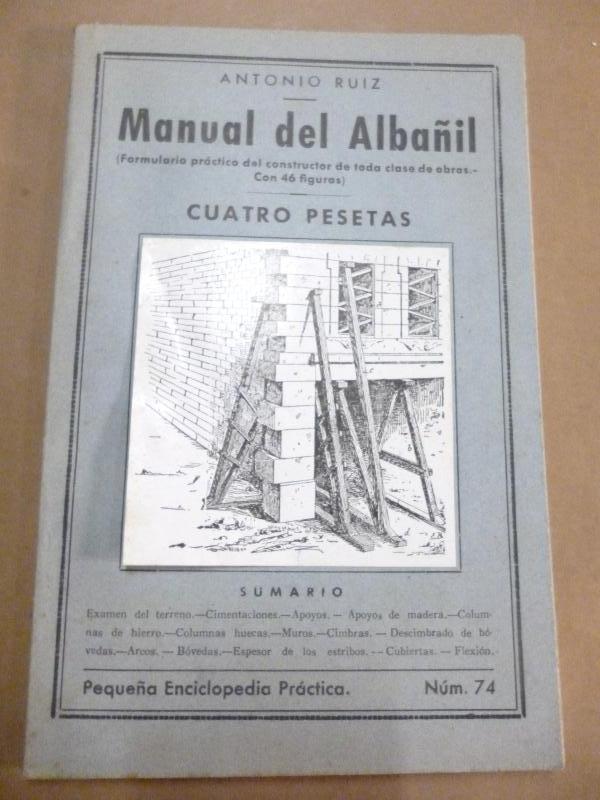 ANTONIO RUIZ
Manual del Albañil
(Formulario práctico del constructor de toda clase de obras.-
Con 46 figuras)
CUATRO PESETAS
SUMARIO
Examen del terreno.—Cimentaciones.—Apoyos. — Apoyos de madera.—Colum-
nas de hierro.—Columnas huecas.—Muros.—Cimbras. — Descimbrado de bó-
vedas.—Arcos. — Bóvedas.—Espesor de los estribos. -- Cubiertas. — Flexión.
Pequeña Enciclopedia Práctica. Núm. 74